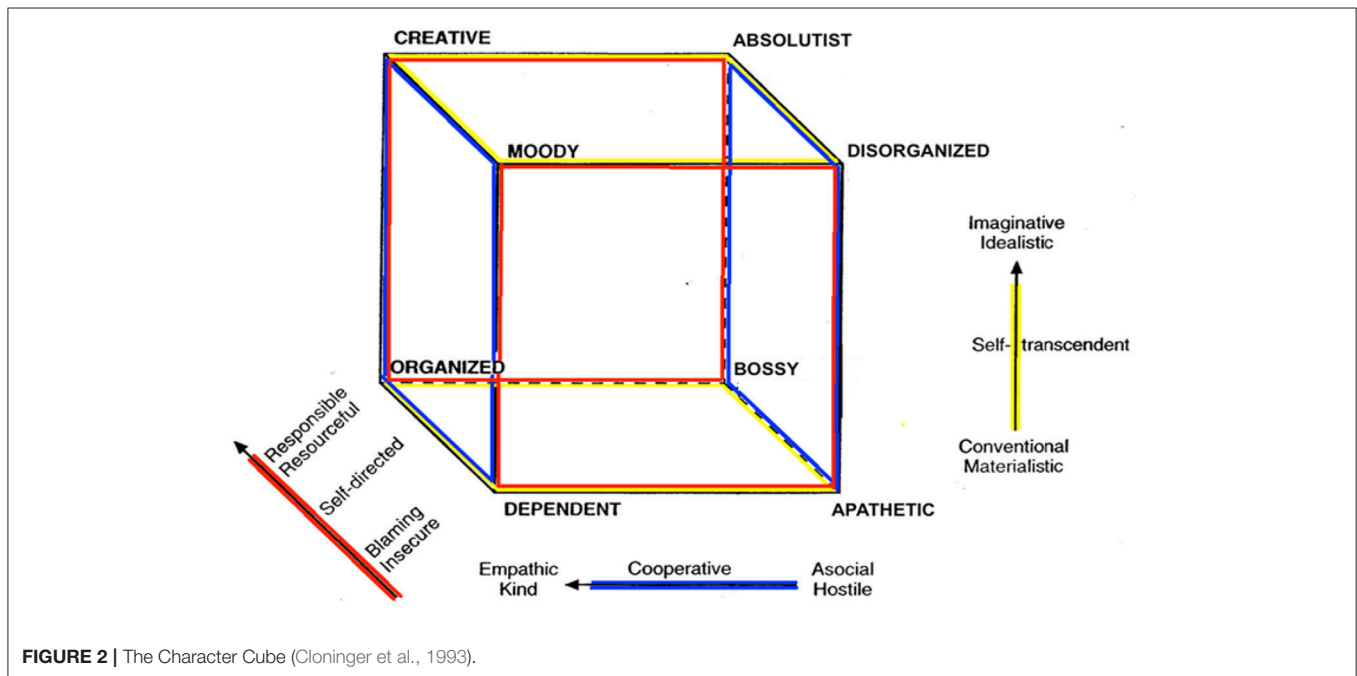 CREATIVE
ABSOLUTIST
MOODY
DISORGANIZED
Imaginative
Idealistic
Self-transcendent
Conventional
Materialistic
ORGANIZED
BOSSY
Responsible
Resourceful
Self-directed
Blaming
Insecure
DEPENDENT
APATHETIC
Empathic
Kind
Cooperative
Asocial
Hostile
FIGURE 2 | The Character Cube (Cloninger et al., 1993).